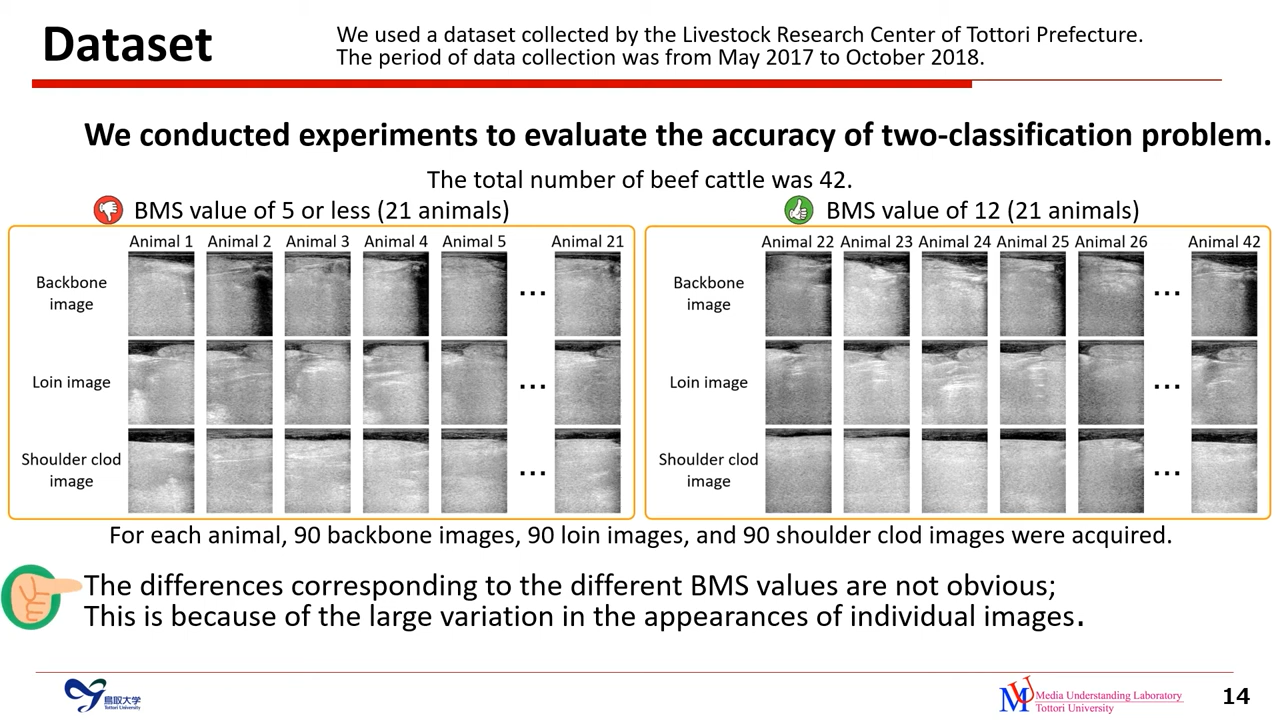 Dataset
We used a dataset collected by the Livestock Research Center of Tottori Prefecture.
The period of data collection was from May 2017 to October 2018.
We conducted experiments to evaluate the accuracy of two-classification problem.
The total number of beef cattle was 42.
BMS value of 5 or less (21 animals)
Animal 1 Animal 2 Animal 3 Animal 4 Animal 5 Animal 21
Backbone
image
...
Loin image
...
Shoulder clod
image
...
BMS value of 12 (21 animals)
Animal 22 Animal 23 Animal 24 Animal 25 Animal 26 Animal 42
Backbone
image
...
Loin image
...
Shoulder clod
image
...
For each animal, 90 backbone images, 90 loin images, and 90 shoulder clod images were acquired.
The differences corresponding to the different BMS values are not obvious;
This is because of the large variation in the appearances of individual images.
鳥取大学
Tottori University
MU Media Understanding Laboratory
Tottori University
14